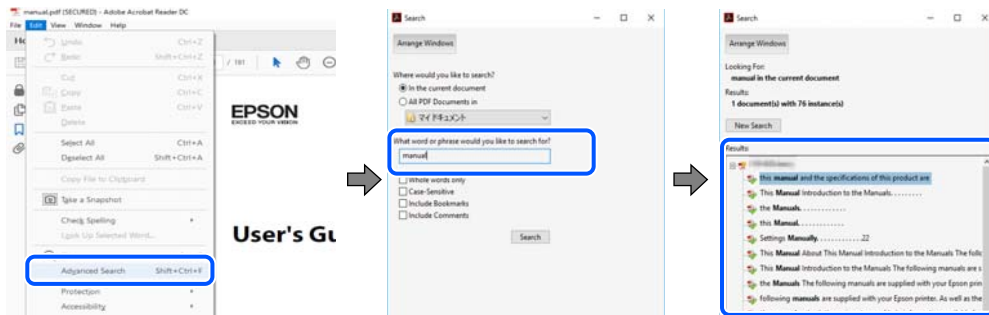 manual.pdf (SECURED) - Adobe Acrobat Reader DC
File Edit View Window Help
Undo Ctrl+Z
Redo Shift+Ctrl+Z
Cut Ctrl+X
Copy Ctrl+C
Paste Ctrl+V
Delete
Select All Ctrl+A
Deselect All Shift+Ctrl+A
Copy File to Clipboard
Take a Snapshot
Check Spelling
Look Up Selected Word...
Advanced Search Shift+Ctrl+F
Protection
Accessibility
/ 181
EPSON
EXCEED YOUR VISION
User's Gu
Search
Arrange Windows
Where would you like to search?
In the current document
All PDF Documents in
マイ ドキュメント
What word or phrase would you like to search for?
manual
Whole words only
Case-Sensitive
Include Bookmarks
Include Comments
Search
Search
Arrange Windows
Looking For:
manual in the current document
Results:
1 document(s) with 76 instance(s)
New Search
Results:
this manual and the specifications of this product are
This Manual Introduction to the Manuals. . . . . . . . .
the Manuals. . . . . . . . . . . . .
this Manual. . . . . . . . . . . . .
Settings Manually. . . . . . . . . . . . .22
This Manual About This Manual Introduction to the Manuals The follo
This Manual Introduction to the Manuals The following manuals are s
the Manuals The following manuals are supplied with your Epson prin
following manuals are supplied with your Epson printer. As well as the